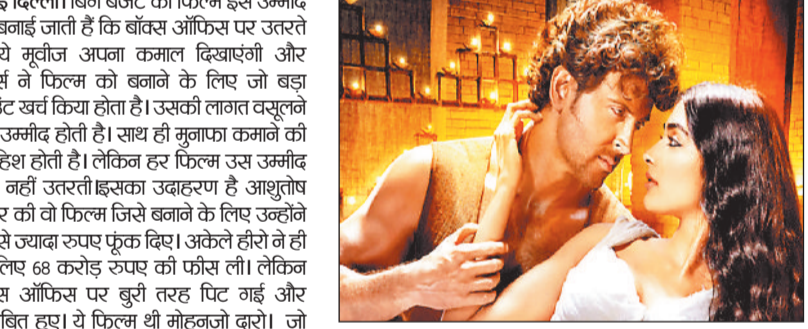 दिल्ली। बिग बजट की फिल्म इस उम्मीद
बनाई जाती हैं कि बॉक्स ऑफिस पर उतरते
ये मूवीज अपना कमाल दिखाएंगी और
ने फिल्म को बनाने के लिए जो बड़ा
खर्च किया होता है। उसकी लागत वसूलने
उम्मीद होती है। साथ ही मुनाफा कमाने की
होती है। लेकिन हर फिल्म उस उम्मीद
नहीं उतरती।इसका उदाहरण है आशुतोष
की वो फिल्म जिसे बनाने के लिए उन्होंने
से ज्यादा रुपए फूंक दिए। अकेले हीरो ने ही
लिए 68 करोड़ रुपए की फीस ली। लेकिन
ऑफिस पर बुरी तरह पिट गई और
हुए। ये फिल्म थी मोहनजो दारो। जो